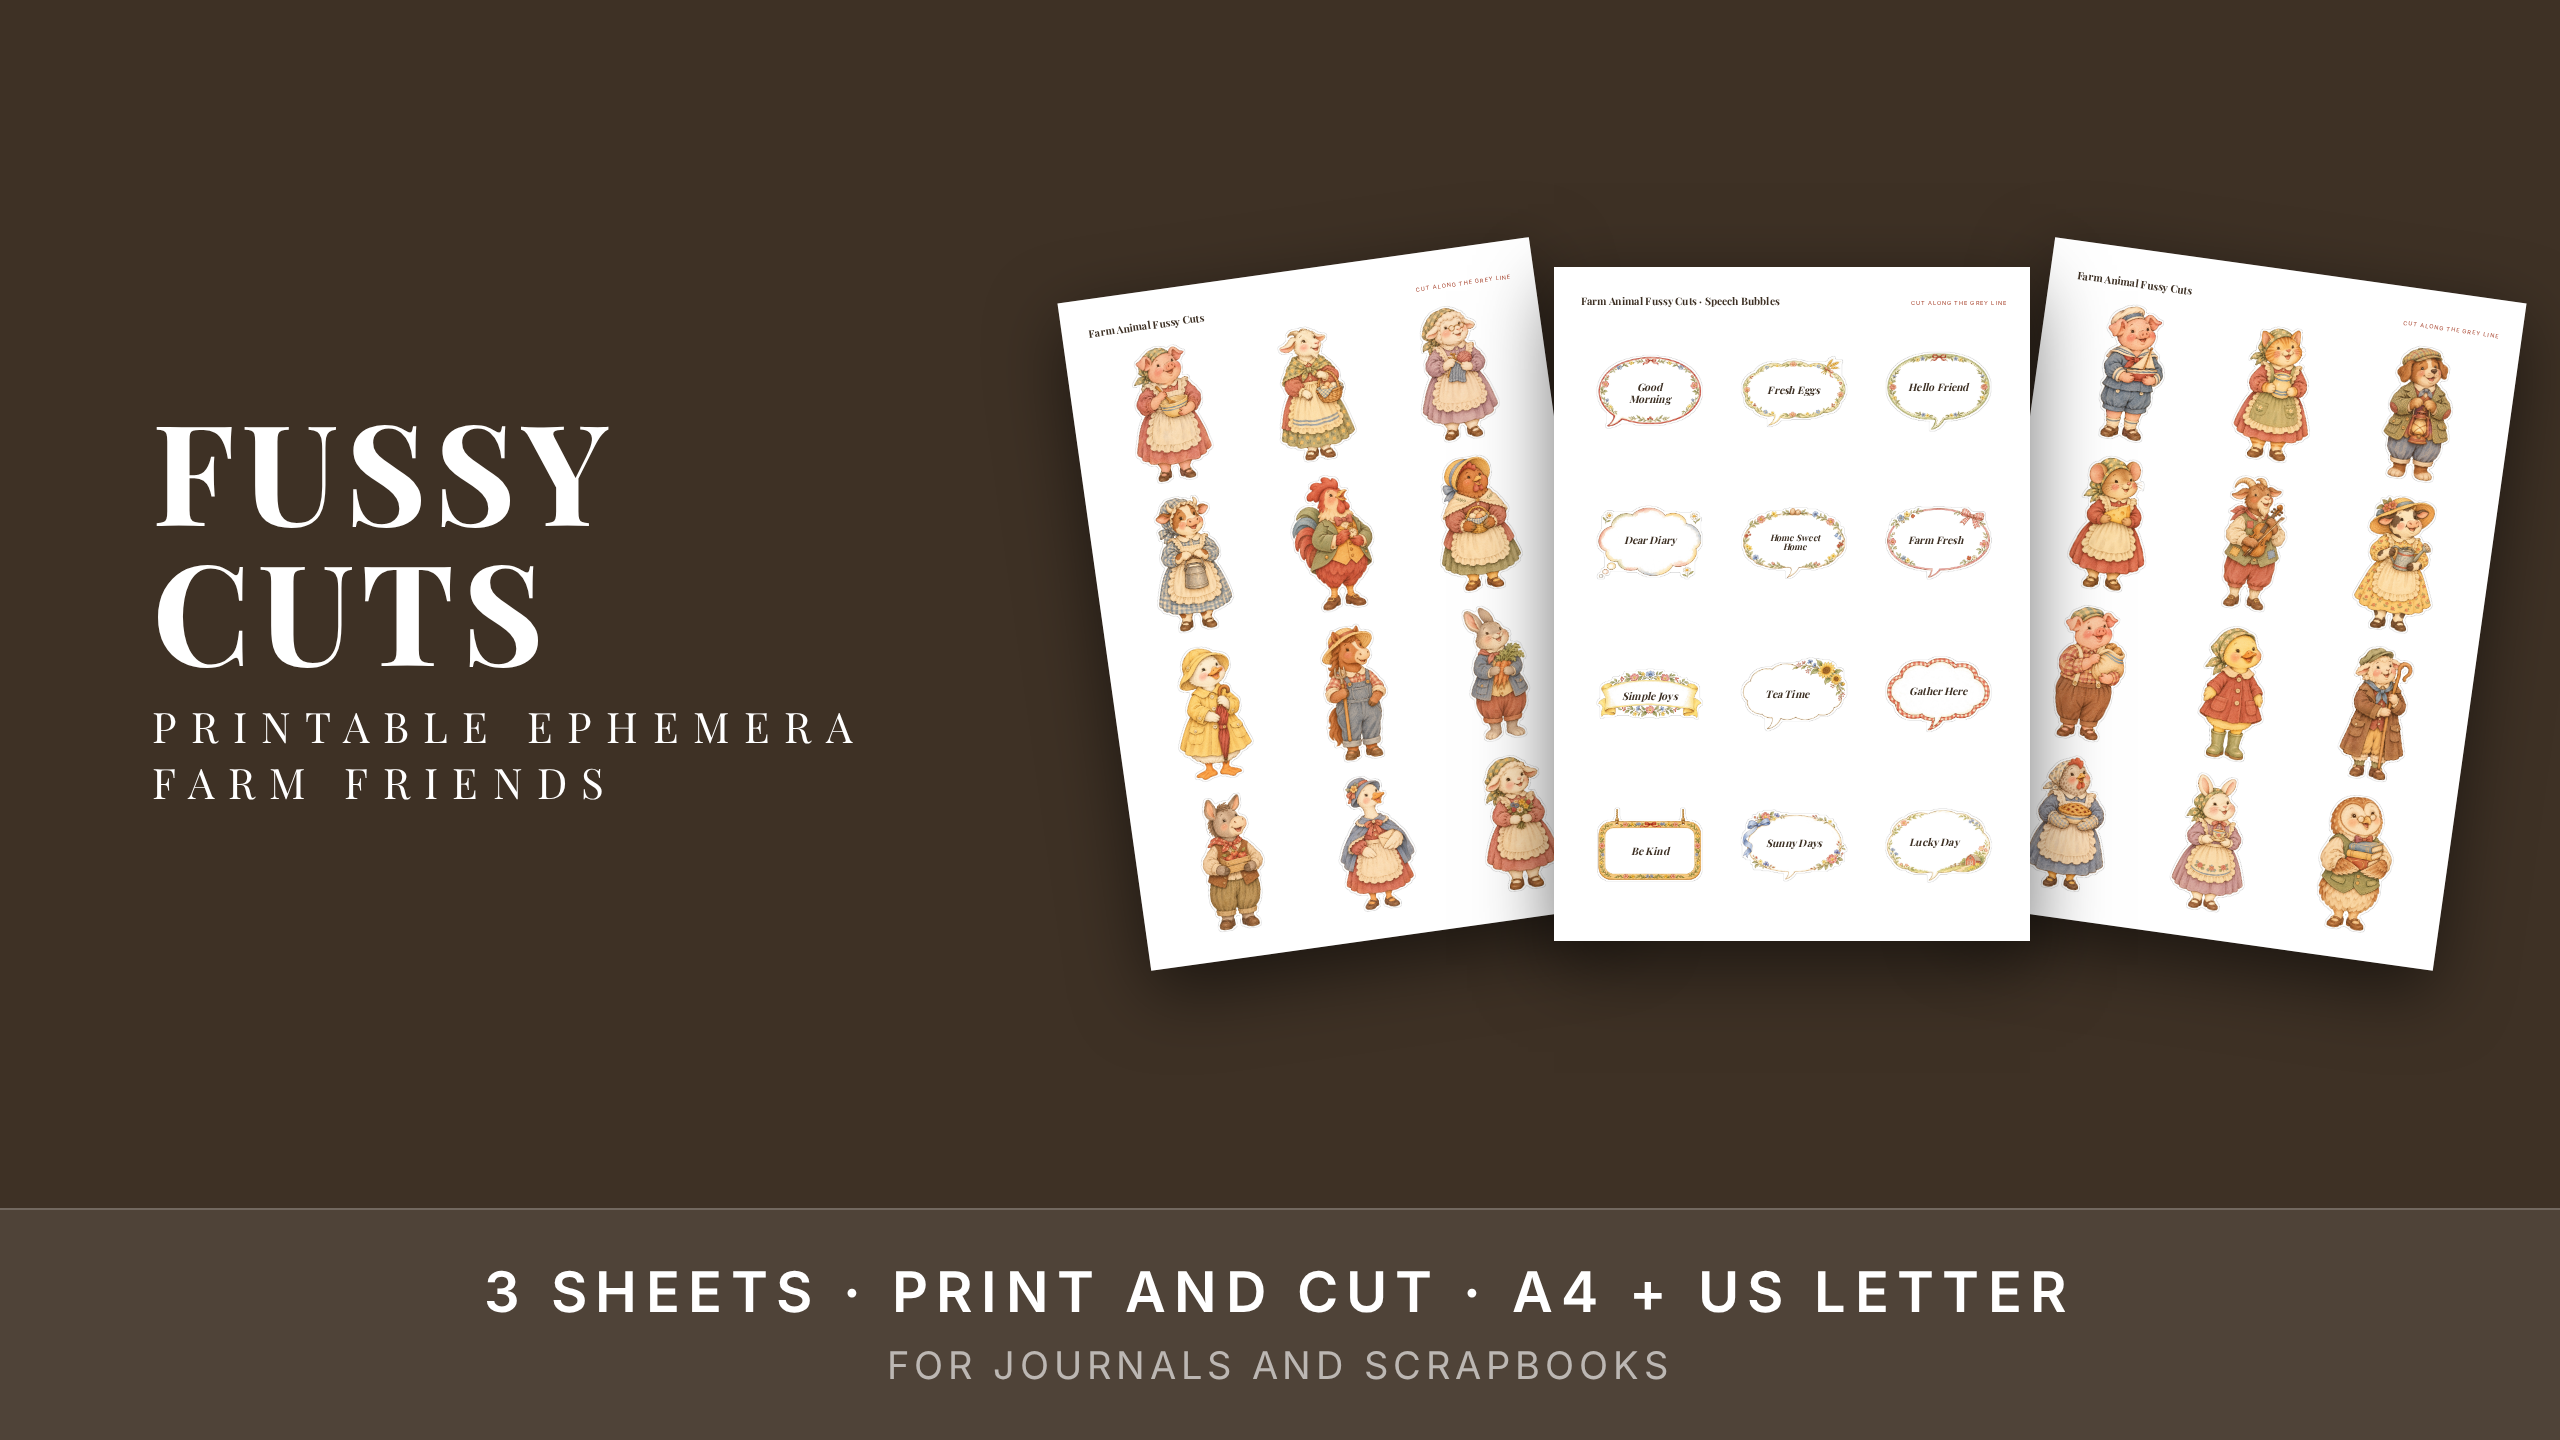 FUSSY
CUTS
PRINTABLE EPHEMERA
FARM FRIENDS
Farm Animal Fussy Cuts
CUT ALONG THE GREY LINE
Farm Animal Fussy Cuts · Speech Bubbles
CUT ALONG THE GREY LINE
Good
Morning
Fresh Eggs
Hello Friend
Dear Diary
Home Sweet
Home
Farm Fresh
Simple Joys
Tea Time
Gather Here
Be Kind
Sunny Days
Lucky Day
Farm Animal Fussy Cuts
CUT ALONG THE GREY LINE
3 SHEETS · PRINT AND CUT · A4 + US LETTER
FOR JOURNALS AND SCRAPBOOKS